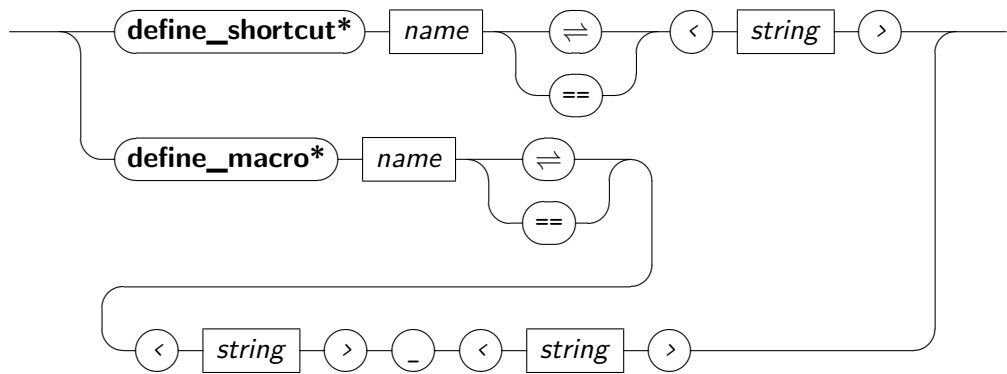 define_shortcut* name ⇌ < string >
==
define_macro* name ⇌
==
< string > _ < string >